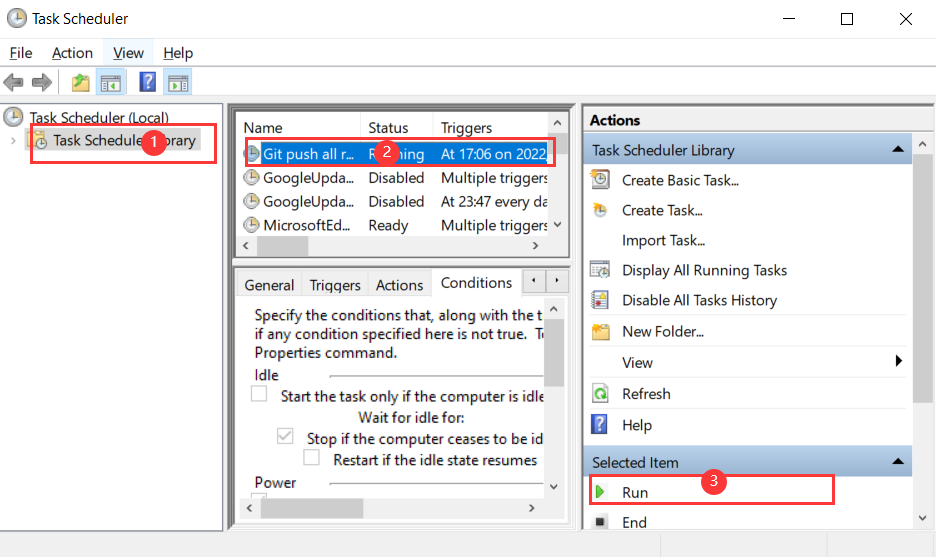 Task Scheduler
File Action View Help
Task Scheduler (Local)
Task Scheduler Library
1
Name Status Triggers
Git push all r... Running At 17:06 on 2022
2
GoogleUpda... Disabled Multiple triggers
GoogleUpda... Disabled At 23:47 every da
MicrosoftEd... Ready Multiple triggers
General Triggers Actions Conditions
Specify the conditions that, along with the t
if any condition specified here is not true. To
Properties command.
Idle
Start the task only if the computer is idle
Wait for idle for:
Stop if the computer ceases to be id
Restart if the idle state resumes
Power
Actions
Task Scheduler Library
Create Basic Task...
Create Task...
Import Task...
Display All Running Tasks
Disable All Tasks History
New Folder...
View
Refresh
Help
Selected Item
3
Run
End